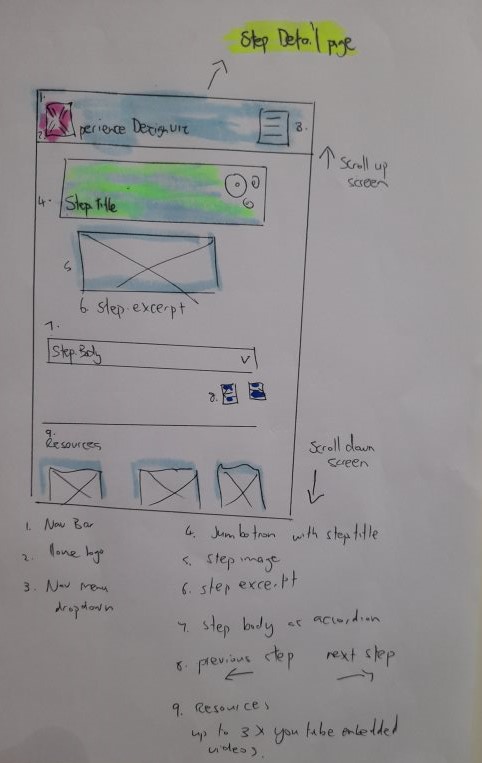 Step Detail page
1.
2.
perience Designure
3.
Scroll up
screen
4.
Step.title
5
6. Step.excerpt
7.
Step.Body
8.
9.
Resources
Scroll down
screen
1. Nav Bar
2. Home logo
3. Nav menu
dropdown
4. Jumbotron with step title
5. step image
6. step excerpt
7. step body as accordion
8. previous step next step
9. Resources
up to 3 x youtube embedded
videos.